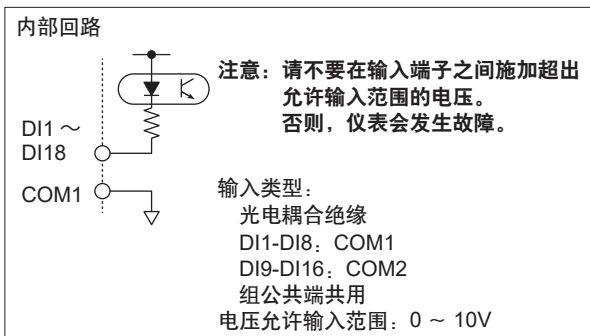 内部回路
注意：请不要在输入端子之间施加超出
允许输入范围的电压。
否则，仪表会发生故障。
DI1～
DI18
COM1
输入类型：
光电耦合绝缘
DI1-DI8：COM1
DI9-DI16：COM2
组公共端共用
电压允许输入范围：0 ～ 10V